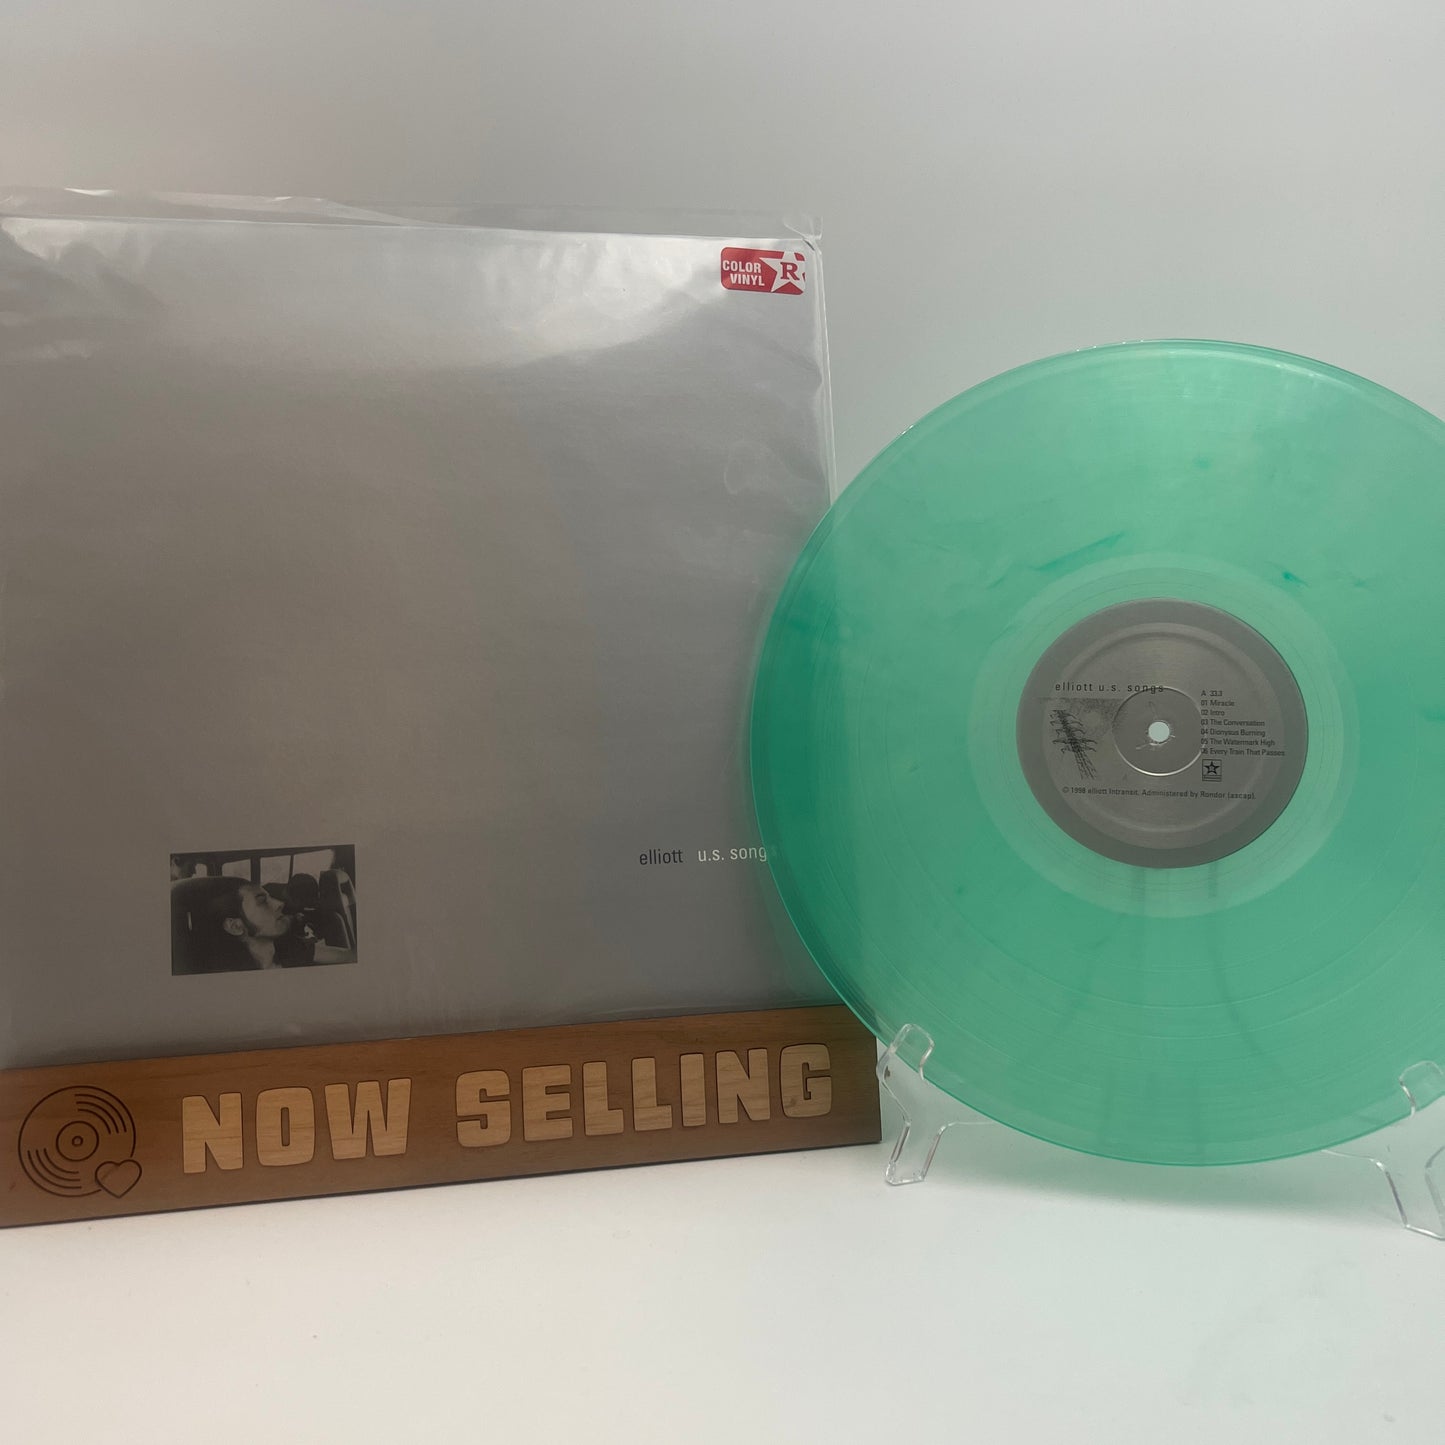 COLOR
VINYL
R
elliott u.s. songs
NOW SELLING
elliott u.s. songs
A 33.3
01 Miracle
02 Intro
03 The Conversation
04 Dionysus Burning
05 The Watermark High
06 Every Train That Passes
© 1998 elliott Intransit. Administered by Rondor (ascap).